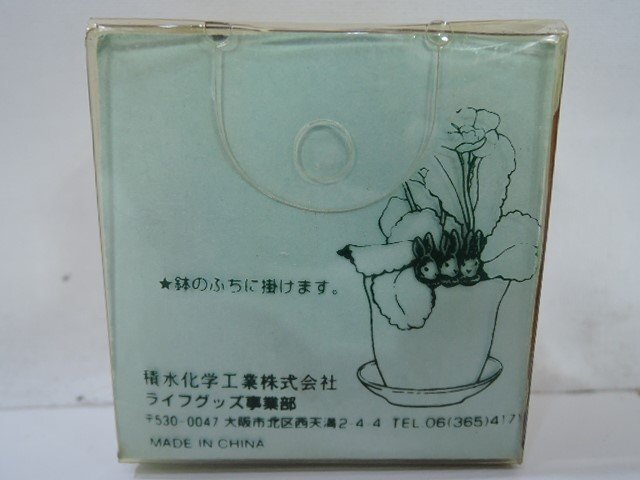 ★鉢のふちに掛けます。
積水化学工業株式会社
ライフグッズ事業部
〒530-0047 大阪市北区西天満2-4-4 TEL.06(365)4171
MADE IN CHINA